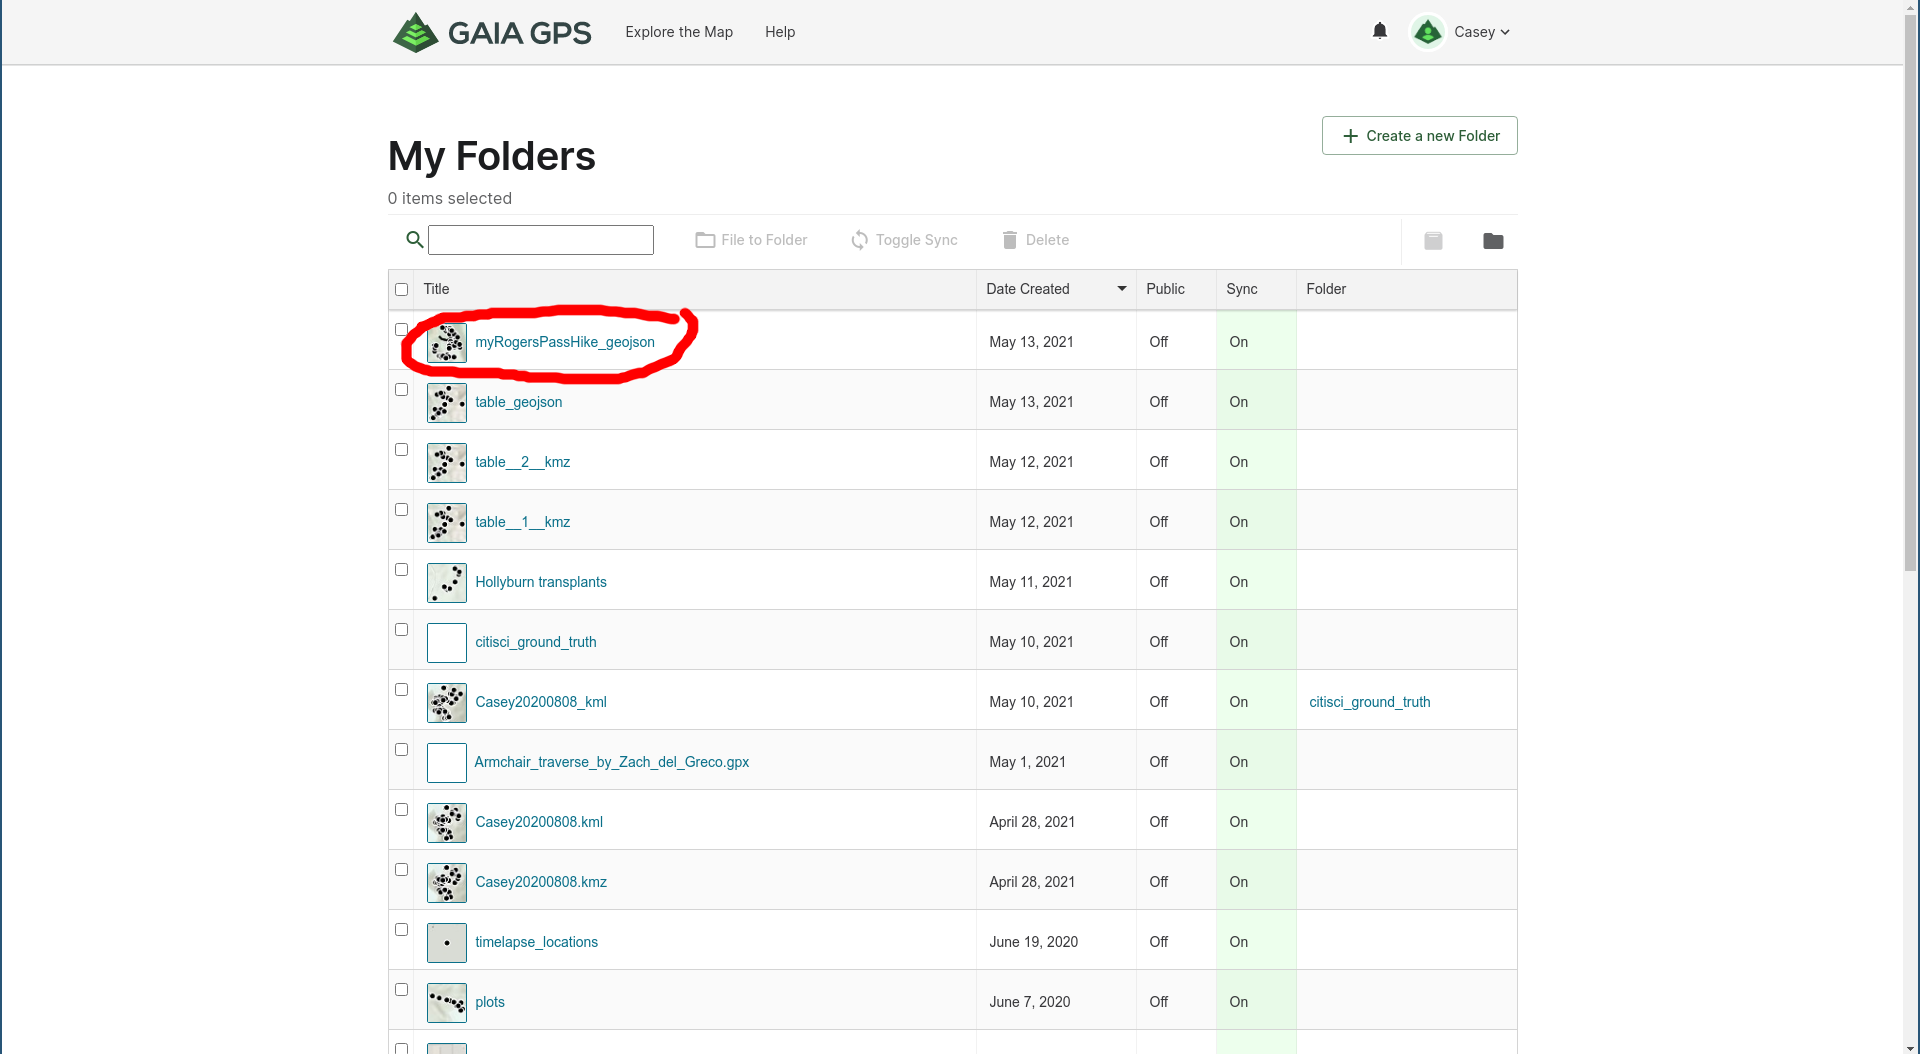 GAIA GPS Explore the Map Help Casey
Create a new Folder
My Folders
0 items selected
File to Folder Toggle Sync Delete
Title Date Created Public Sync Folder
myRogersPassHike_geojson May 13, 2021 Off On
table_geojson May 13, 2021 Off On
table__2__kmz May 12, 2021 Off On
table__1__kmz May 12, 2021 Off On
Hollyburn transplants May 11, 2021 Off On
citisci_ground_truth May 10, 2021 Off On
Casey20200808_kml May 10, 2021 Off On citisci_ground_truth
Armchair_traverse_by_Zach_del_Greco.gpx May 1, 2021 Off On
Casey20200808.kml April 28, 2021 Off On
Casey20200808.kmz April 28, 2021 Off On
timelapse_locations June 19, 2020 Off On
plots June 7, 2020 Off On